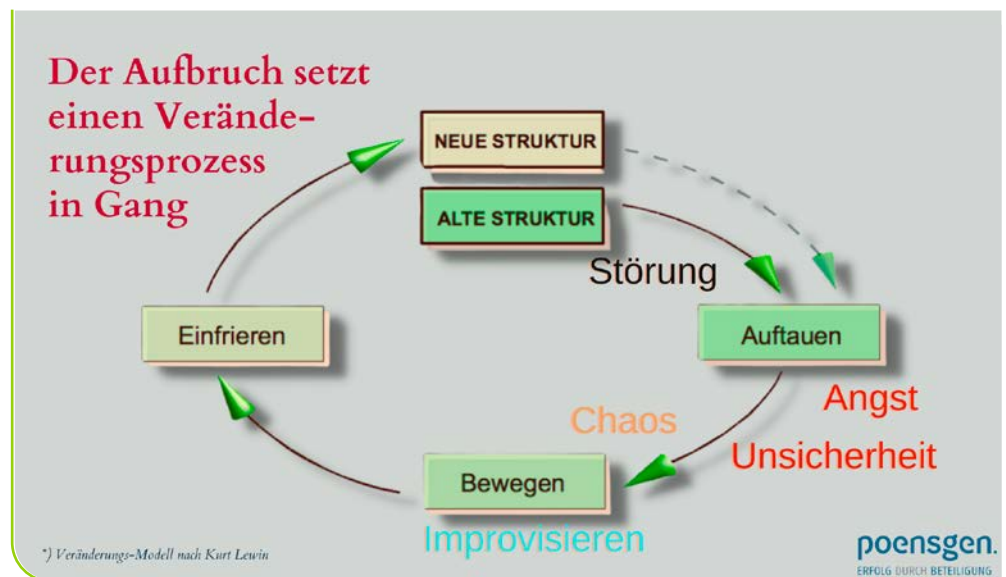 Der Aufbruch setzt
einen Verände-
rungsprozess
in Gang
NEUE STRUKTUR
ALTE STRUKTUR
Störung
Einfrieren
Auftauen
Angst
Chaos
Unsicherheit
Bewegen
Improvisieren
*) Veränderungs-Modell nach Kurt Lewin
poensgen.
ERFOLG DURCH BETEILIGUNG